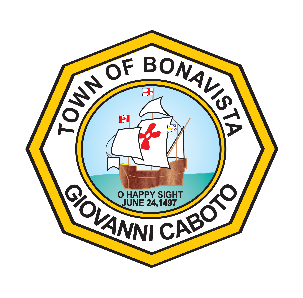 TOWN OF BONAVISTA
O HAPPY SIGHT
JUNE 24,1497
GIOVANNI CABOTO